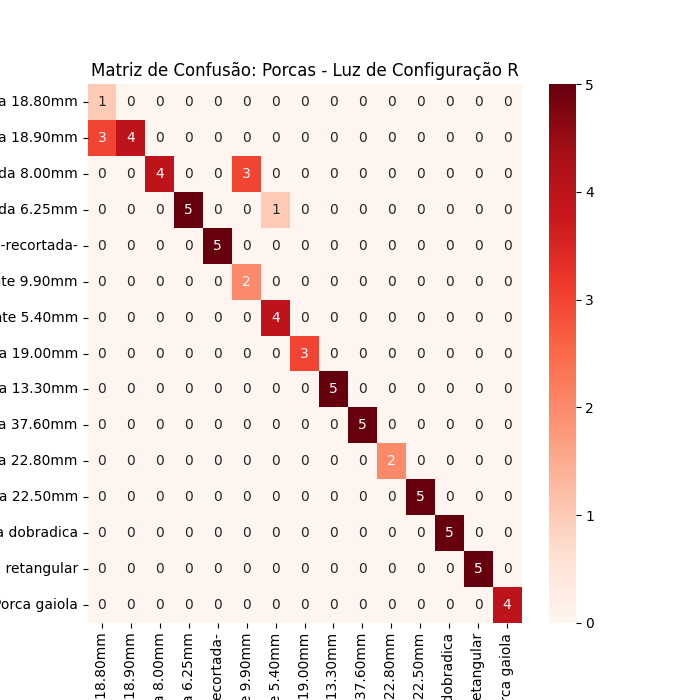 Matriz de Confusão: Porcas - Luz de Configuração R
18.80mm 1 0 0 0 0 0 0 0 0 0 0 0 0 0 0
18.90mm 3 4 0 0 0 0 0 0 0 0 0 0 0 0 0
8.00mm 0 0 4 0 0 3 0 0 0 0 0 0 0 0 0
6.25mm 0 0 0 5 0 0 1 0 0 0 0 0 0 0 0
-recortada- 0 0 0 0 5 0 0 0 0 0 0 0 0 0 0
9.90mm 0 0 0 0 0 2 0 0 0 0 0 0 0 0 0
5.40mm 0 0 0 0 0 0 4 0 0 0 0 0 0 0 0
19.00mm 0 0 0 0 0 0 0 3 0 0 0 0 0 0 0
13.30mm 0 0 0 0 0 0 0 0 5 0 0 0 0 0 0
37.60mm 0 0 0 0 0 0 0 0 0 5 0 0 0 0 0
22.80mm 0 0 0 0 0 0 0 0 0 0 2 0 0 0 0
22.50mm 0 0 0 0 0 0 0 0 0 0 0 5 0 0 0
dobradica 0 0 0 0 0 0 0 0 0 0 0 0 5 0 0
retangular 0 0 0 0 0 0 0 0 0 0 0 0 0 5 0
gaiola 0 0 0 0 0 0 0 0 0 0 0 0 0 0 4
18.80mm
18.90mm
8.00mm
6.25mm
9.90mm
5.40mm
19.00mm
13.30mm
37.60mm
22.80mm
22.50mm
dobradica
gaiola
5
4
3
2
1
0